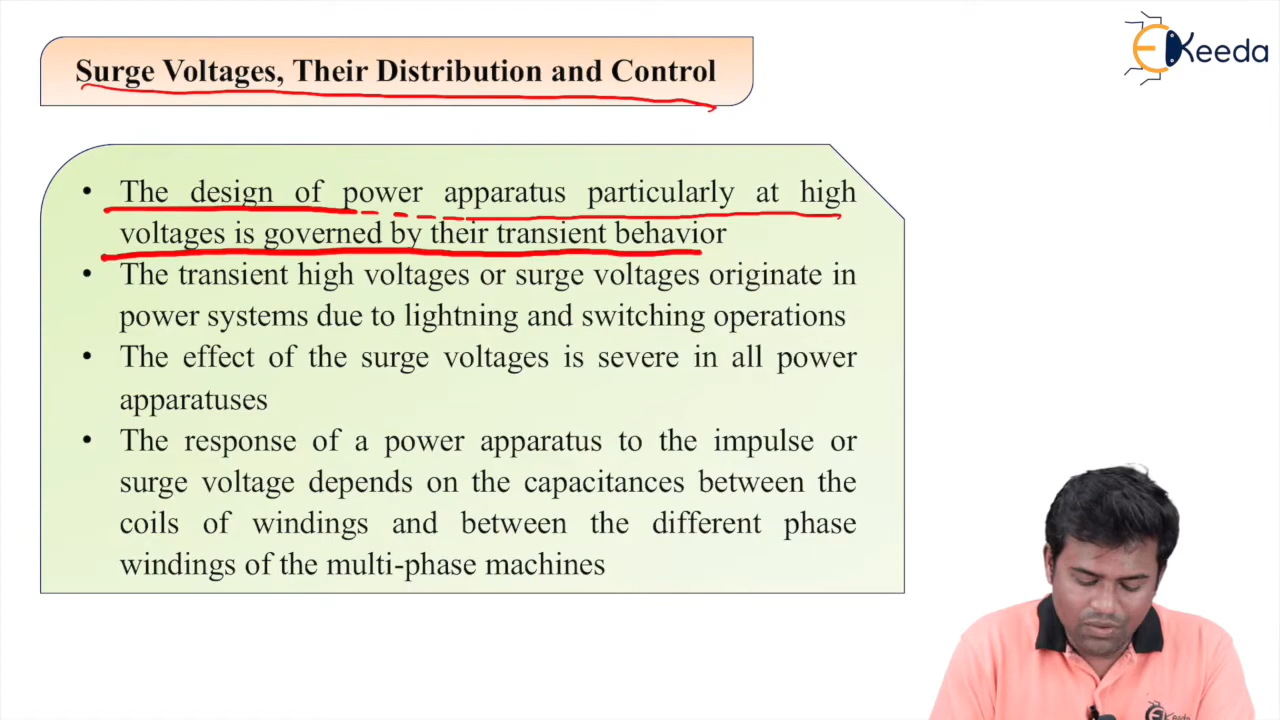 Surge Voltages, Their Distribution and Control
EKeeda
• The design of power apparatus particularly at high
voltages is governed by their transient behavior
• The transient high voltages or surge voltages originate in
power systems due to lightning and switching operations
• The effect of the surge voltages is severe in all power
apparatuses
• The response of a power apparatus to the impulse or
surge voltage depends on the capacitances between the
coils of windings and between the different phase
windings of the multi-phase machines
EKeeda